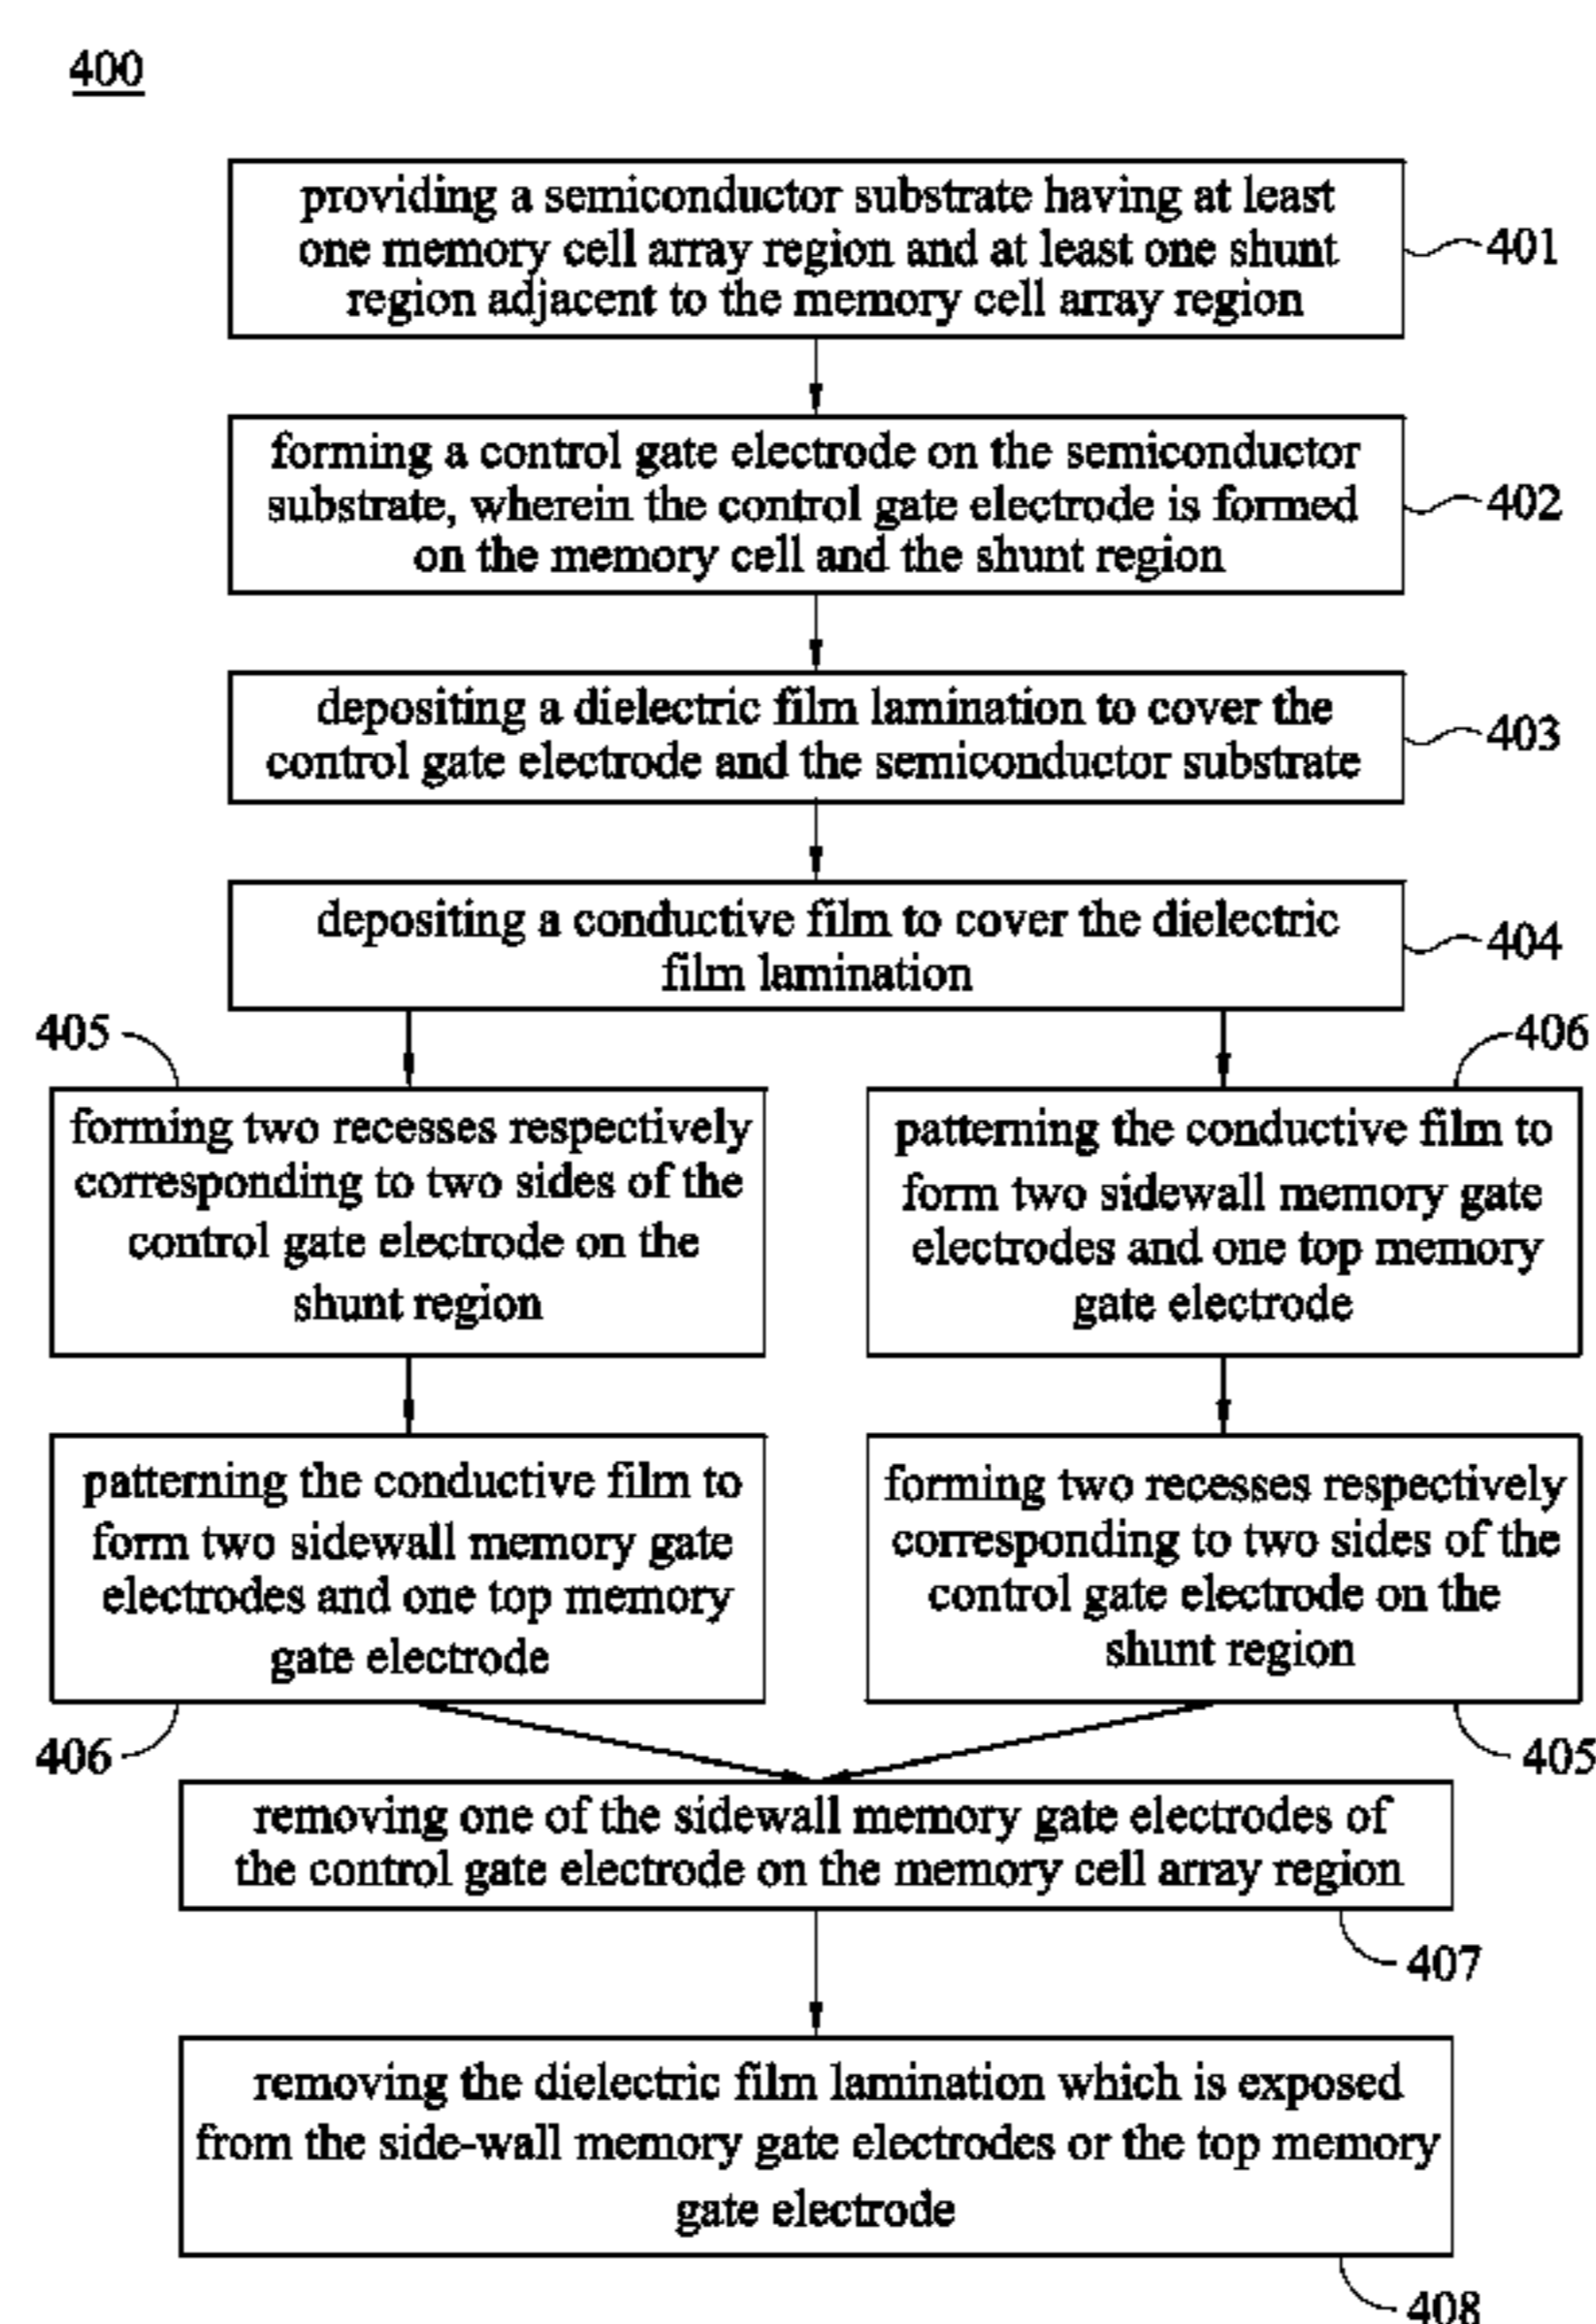 400
providing a semiconductor substrate having at least
one memory cell array region and at least one shunt
region adjacent to the memory cell array region
401
forming a control gate electrode on the semiconductor
substrate, wherein the control gate electrode is formed
on the memory cell and the shunt region
402
depositing a dielectric film lamination to cover the
control gate electrode and the semiconductor substrate
403
depositing a conductive film to cover the dielectric
film lamination
404
405
forming two recesses respectively
corresponding to two sides of the
control gate electrode on the
shunt region
406
patterning the conductive film to
form two sidewall memory gate
electrodes and one top memory
gate electrode
patterning the conductive film to
form two sidewall memory gate
electrodes and one top memory
gate electrode
406
forming two recesses respectively
corresponding to two sides of the
control gate electrode on the
shunt region
405
removing one of the sidewall memory gate electrodes of
the control gate electrode on the memory cell array region
407
removing the dielectric film lamination which is exposed
from the side-wall memory gate electrodes or the top memory
gate electrode
408